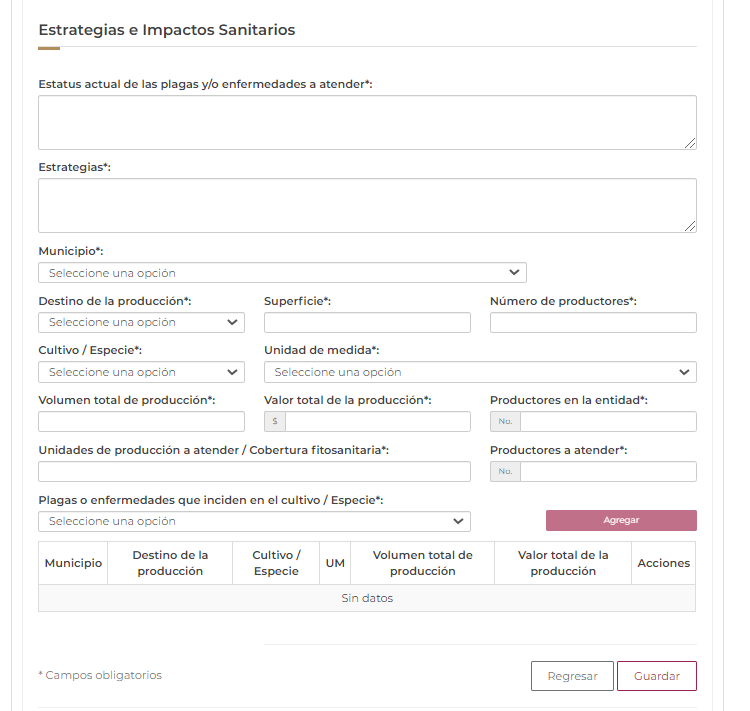 Estrategias e Impactos Sanitarios
Estatus actual de las plagas y/o enfermedades a atender*:
Estrategias*:
Municipio*:
Seleccione una opción
Destino de la producción*: Superficie*: Número de productores*:
Seleccione una opción
Cultivo / Especie*: Unidad de medida*:
Seleccione una opción Seleccione una opción
Volumen total de producción*: Valor total de la producción*: Productores en la entidad*:
$ No.
Unidades de producción a atender / Cobertura fitosanitaria*: Productores a atender*:
No.
Plagas o enfermedades que inciden en el cultivo / Especie*:
Seleccione una opción Agregar
Municipio Destino de la producción Cultivo / Especie UM Volumen total de producción Valor total de la producción Acciones
Sin datos
* Campos obligatorios Regresar Guardar